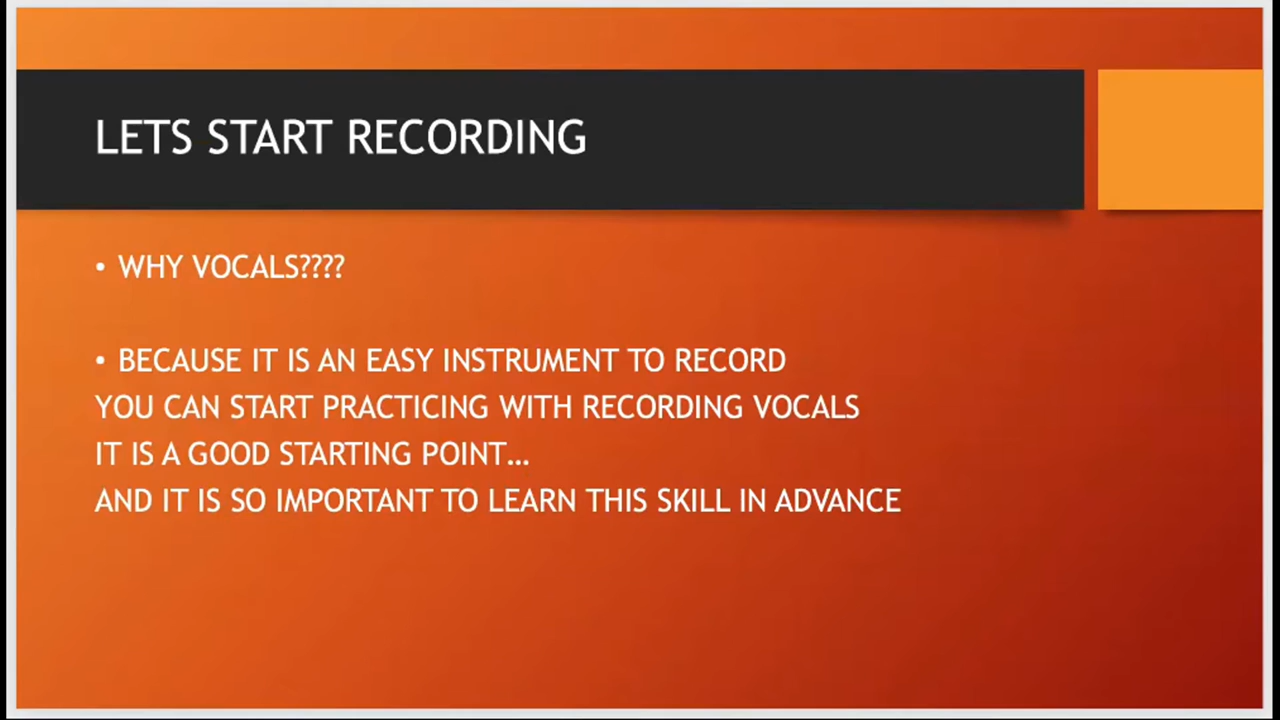 LETS START RECORDING
• WHY VOCALS????
• BECAUSE IT IS AN EASY INSTRUMENT TO RECORD
YOU CAN START PRACTICING WITH RECORDING VOCALS
IT IS A GOOD STARTING POINT...
AND IT IS SO IMPORTANT TO LEARN THIS SKILL IN ADVANCE